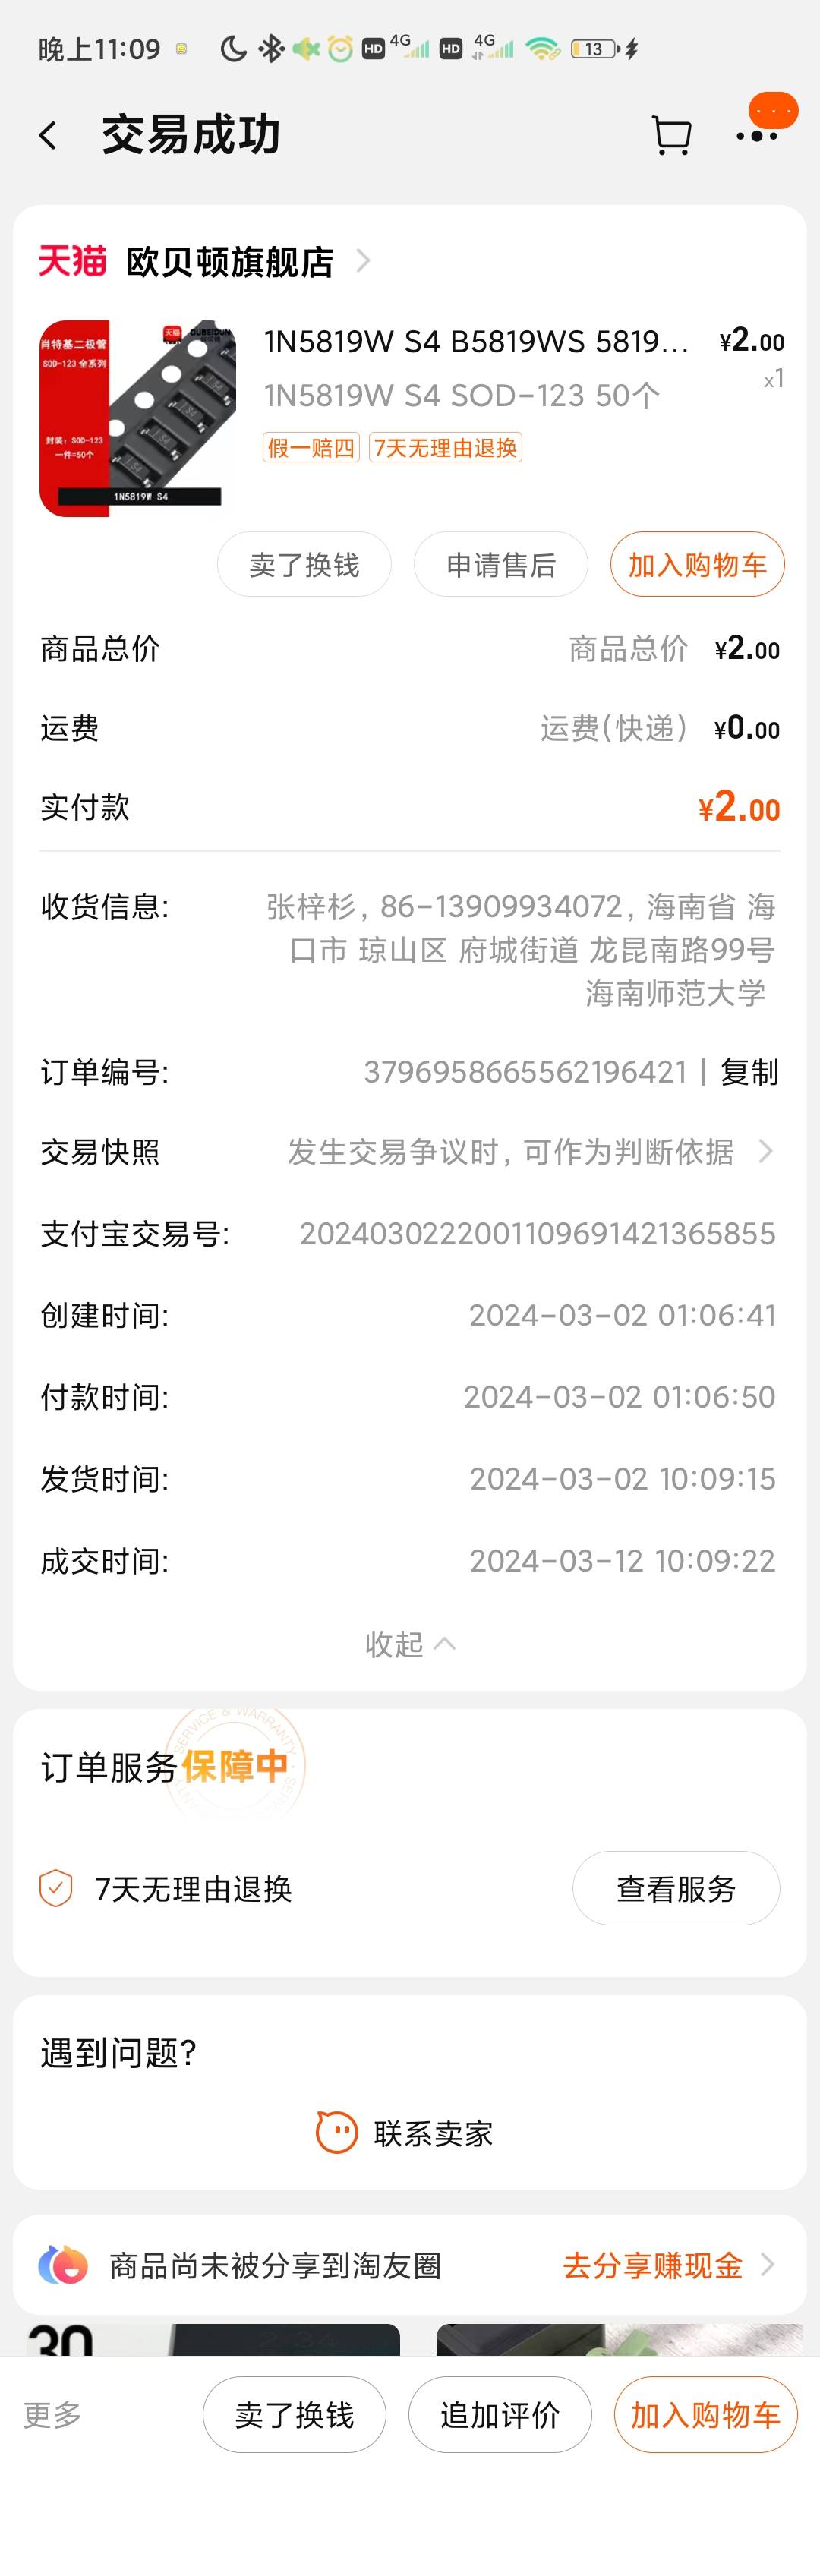 晚上11:09
HD 4G HD 4G 13
交易成功
天猫 欧贝顿旗舰店
肖特基二极管
SOD-123 全系列
天猫
OUBEIDUN
封装：SOD-123
一件=50个
1N5819W S4
1N5819W S4 B5819WS 5819... ¥2.00
1N5819W S4 SOD-123 50个 x1
假一赔四 7天无理由退换
卖了换钱 申请售后 加入购物车
商品总价 商品总价 ¥2.00
运费 运费(快递) ¥0.00
实付款 ¥2.00
收货信息: 张梓杉, 86-13909934072, 海南省 海
口市 琼山区 府城街道 龙昆南路99号
海南师范大学
订单编号: 3796958665562196421 | 复制
交易快照 发生交易争议时, 可作为判断依据
支付宝交易号: 2024030222001109691421365855
创建时间: 2024-03-02 01:06:41
付款时间: 2024-03-02 01:06:50
发货时间: 2024-03-02 10:09:15
成交时间: 2024-03-12 10:09:22
收起
SERVICE & WARRANTY
订单服务保障中
7天无理由退换 查看服务
遇到问题?
联系卖家
商品尚未被分享到淘友圈 去分享赚现金
30
更多 卖了换钱 追加评价 加入购物车